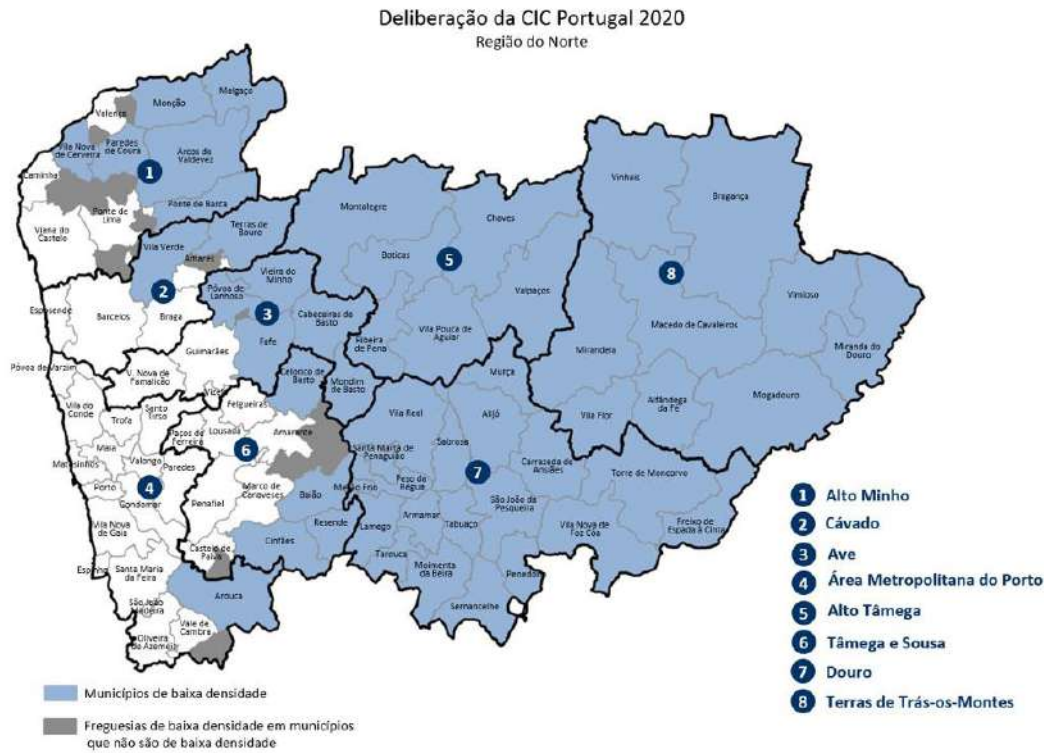 Deliberação da CIC Portugal 2020
Região do Norte
Melgaço
Monção
Valença
Vila Nova
de Cerveira
Paredes
de Coura
Arcos de
Valdevez
1
Caminha
Ponte da Barca
Ponte de
Lima
Viana do
Castelo
Vila Verde
Terras de
Bouro
Amares
2
Esposende
Barcelos
Braga
Vieira do
Minho
Póvoa de
Lanhoso
3
Cabeceiras de
Basto
Fafe
Guimarães
V. Nova de
Famalicão
Vizela
Póvoa de Varzim
Montalegre
Chaves
Boticas
5
Valpaços
Vila Pouca de
Aguiar
Ribeira
de Pena
Vinhais
Bragança
8
Vimioso
Macedo de Cavaleiros
Mirandela
Miranda do
Douro
Mogadouro
Alfândega
da Fé
Vila Flor
Celorico de
Basto
Mondim
de Basto
Felgueiras
Vila do
Conde
Santo
Tirso
Trofa
Paços de
Ferreira
Lousada
Amarante
6
Maia
Matosinhos
Valongo
Paredes
4
Porto
Gondomar
Penafiel
Marco de
Canaveses
Baião
Mesão Frio
Resende
Cinfães
Vila Nova
de Gaia
Castelo de
Paiva
Espinho
Santa Maria
da Feira
Arouca
São João
Madeira
Vale de
Cambra
Oliveira
de Azeméis
Murça
Vila Real
Alijó
Sabrosa
Santa Marta de
Penaguião
Carrazeda de
Ansiães
7
Peso da
Régua
São João da
Pesqueira
Armamar
Lamego
Tabuaço
Tarouca
Moimenta
da Beira
Penedono
Sernancelhe
Vila Nova de
Foz Côa
Torre de Moncorvo
Freixo de
Espada à Cinta
1 Alto Minho
2 Cávado
3 Ave
4 Área Metropolitana do Porto
5 Alto Tâmega
6 Tâmega e Sousa
7 Douro
8 Terras de Trás-os-Montes
Municípios de baixa densidade
Freguesias de baixa densidade em municípios
que não são de baixa densidade